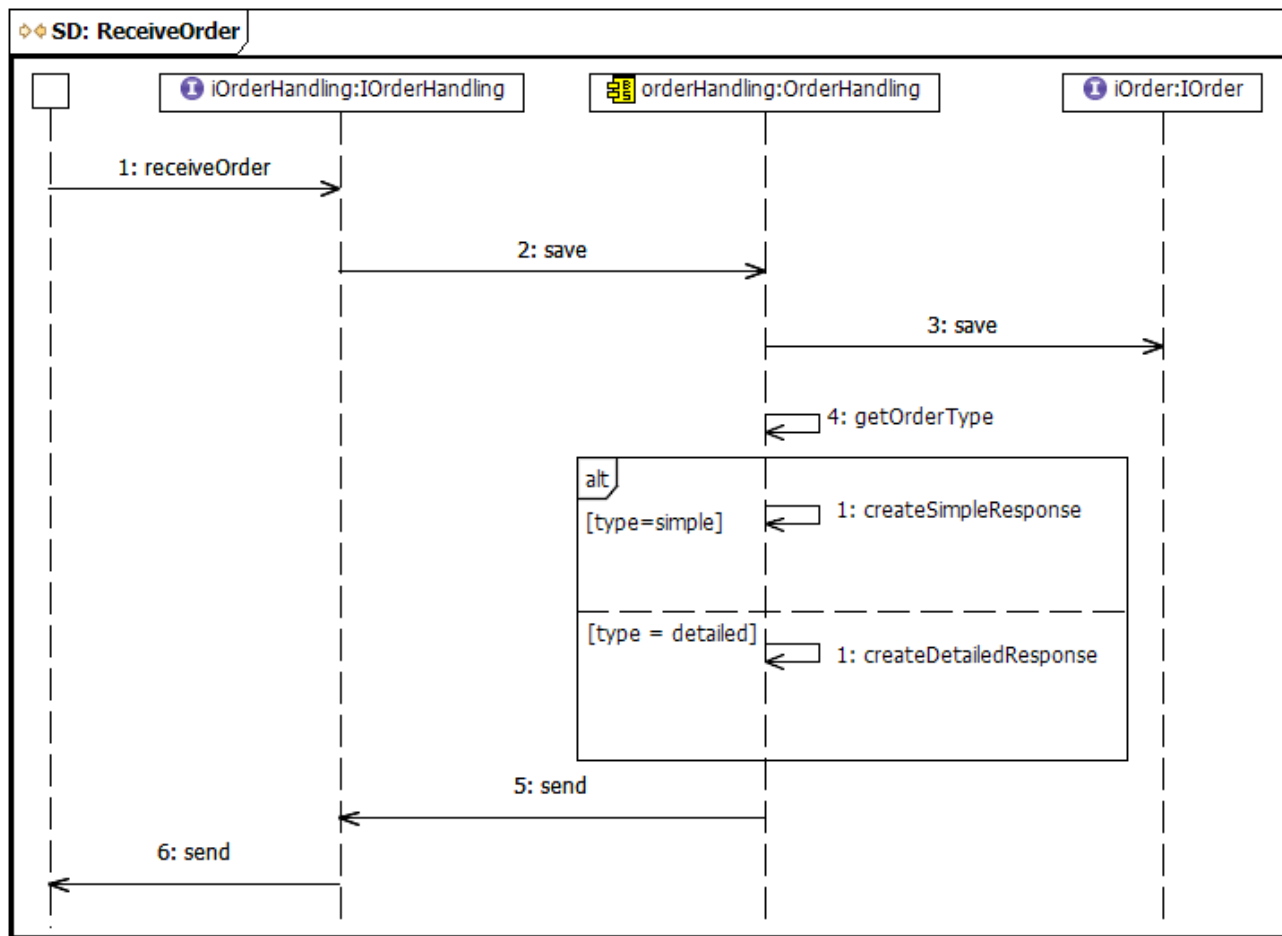 SD: ReceiveOrder
iOrderHandling:IOrderHandling
orderHandling:OrderHandling
iOrder:IOrder
1: receiveOrder
2: save
3: save
4: getOrderType
alt
1: createSimpleResponse
[type=simple]
[type = detailed]
1: createDetailedResponse
5: send
6: send